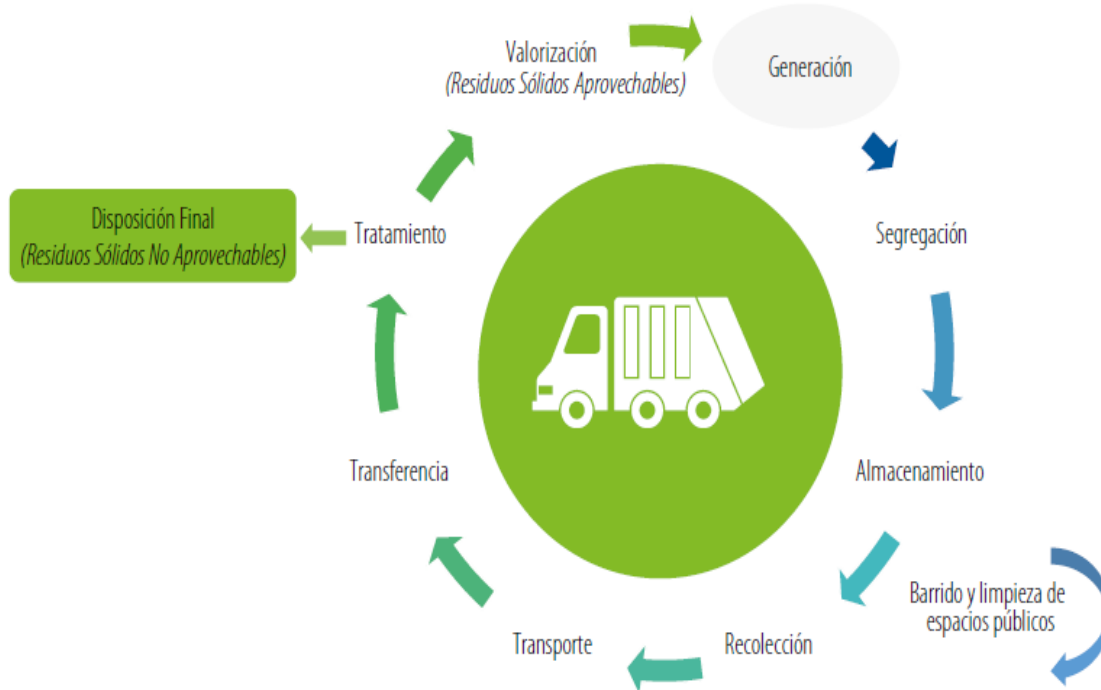 Valorización
(Residuos Sólidos Aprovechables)
Generación
Disposición Final
(Residuos Sólidos No Aprovechables)
Tratamiento
Segregación
Transferencia
Almacenamiento
Barrido y limpieza de
espacios públicos
Transporte
Recolección